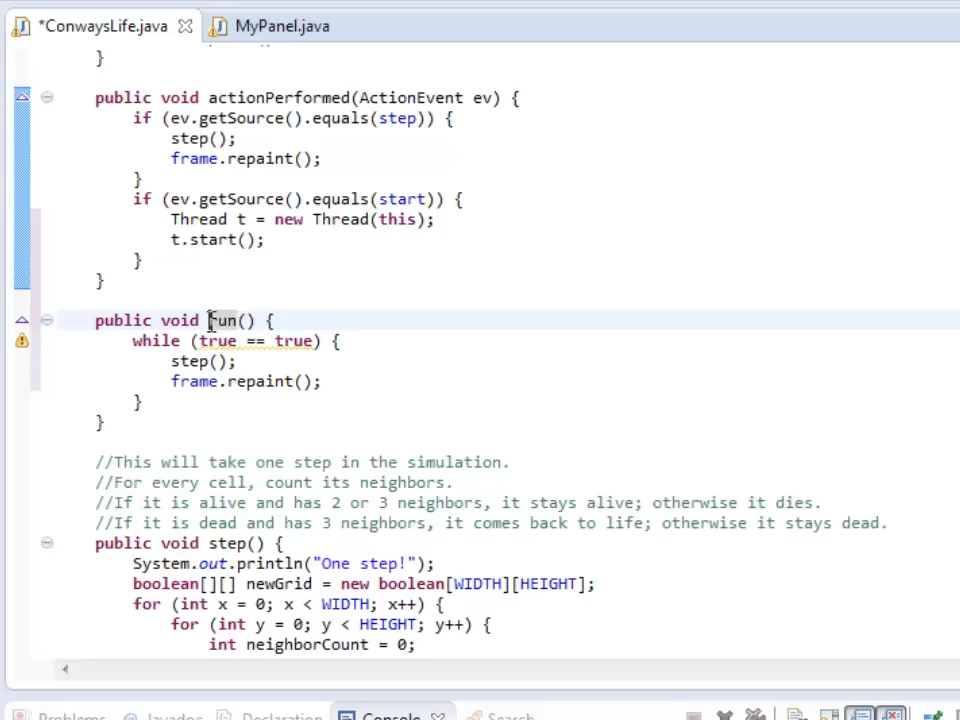 *ConwaysLife.java MyPanel.java
}
public void actionPerformed(ActionEvent ev) {
if (ev.getSource().equals(step)) {
step();
frame.repaint();
}
if (ev.getSource().equals(start)) {
Thread t = new Thread(this);
t.start();
}
}
public void run() {
while (true == true) {
step();
frame.repaint();
}
}
//This will take one step in the simulation.
//For every cell, count its neighbors.
//If it is alive and has 2 or 3 neighbors, it stays alive; otherwise it dies.
//If it is dead and has 3 neighbors, it comes back to life; otherwise it stays dead.
public void step() {
System.out.println("One step!");
boolean[][] newGrid = new boolean[WIDTH][HEIGHT];
for (int x = 0; x < WIDTH; x++) {
for (int y = 0; y < HEIGHT; y++) {
int neighborCount = 0;
Problems @ Javadoc Declaration Console Search